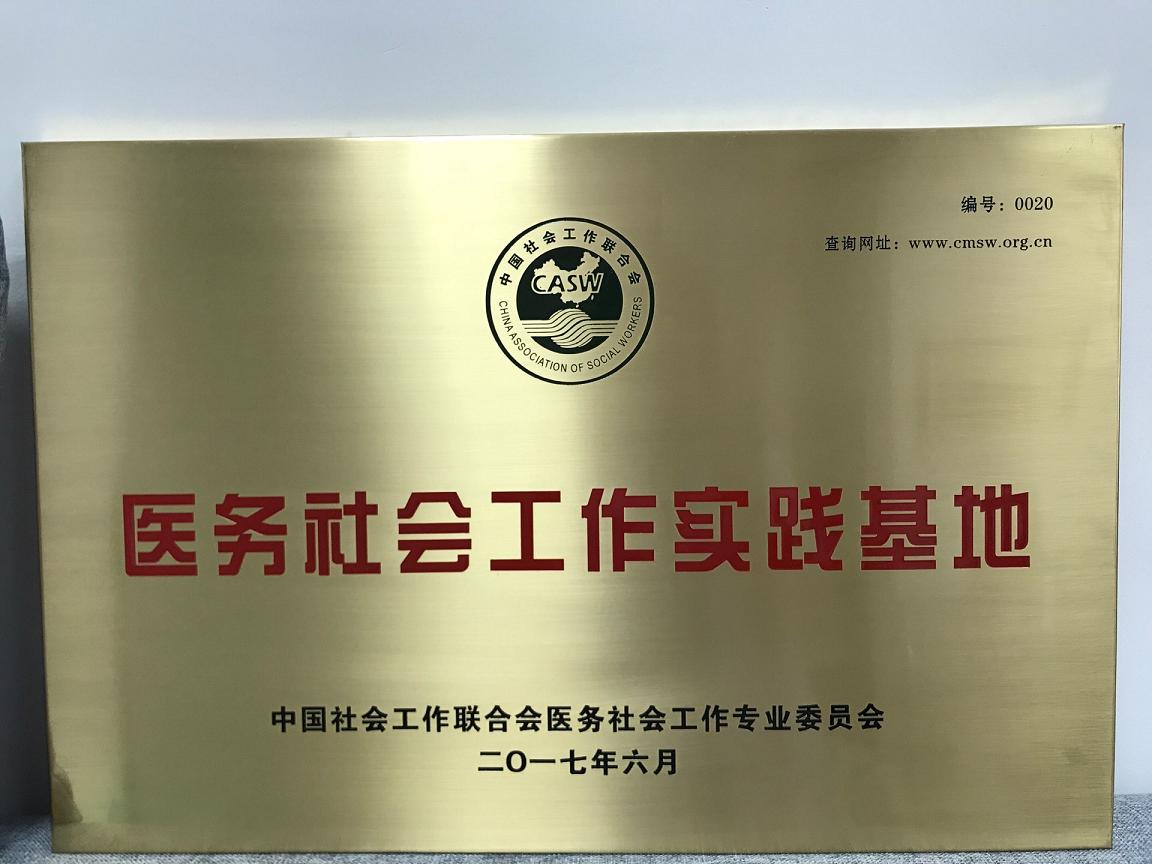 编号：0020
查询网址：www.cmsw.org.cn
中国社会工作联合会
CASW
CHINA ASSOCIATION OF SOCIAL WORKERS
医务社会工作实践基地
中国社会工作联合会医务社会工作专业委员会
二〇一七年六月